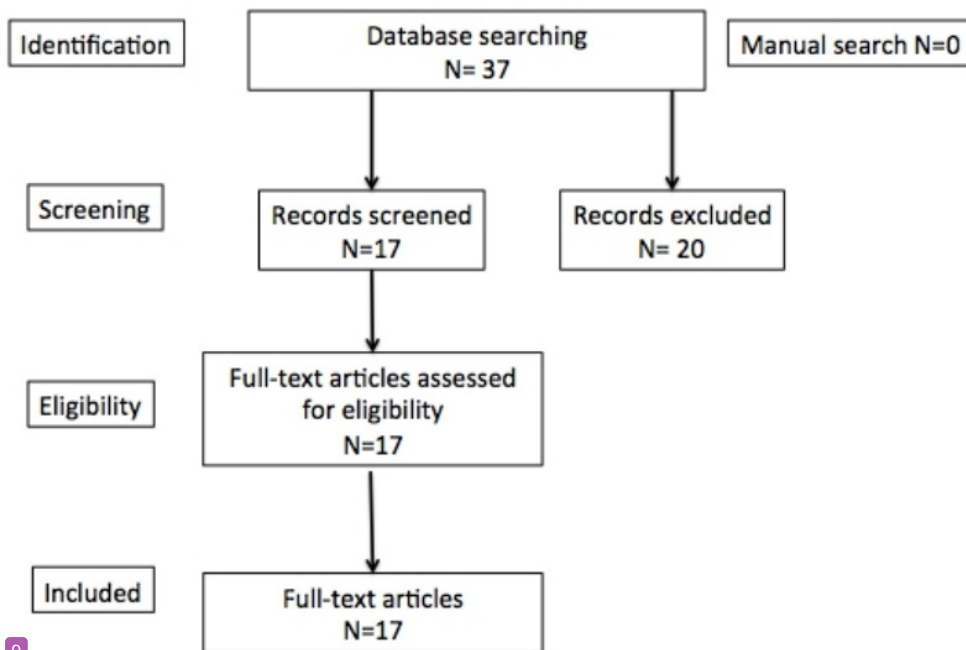 Identification
Database searching
N= 37
Manual search N=0
Screening
Records screened
N=17
Records excluded
N= 20
Eligibility
Full-text articles assessed
for eligibility
N=17
Included
Full-text articles
N=17